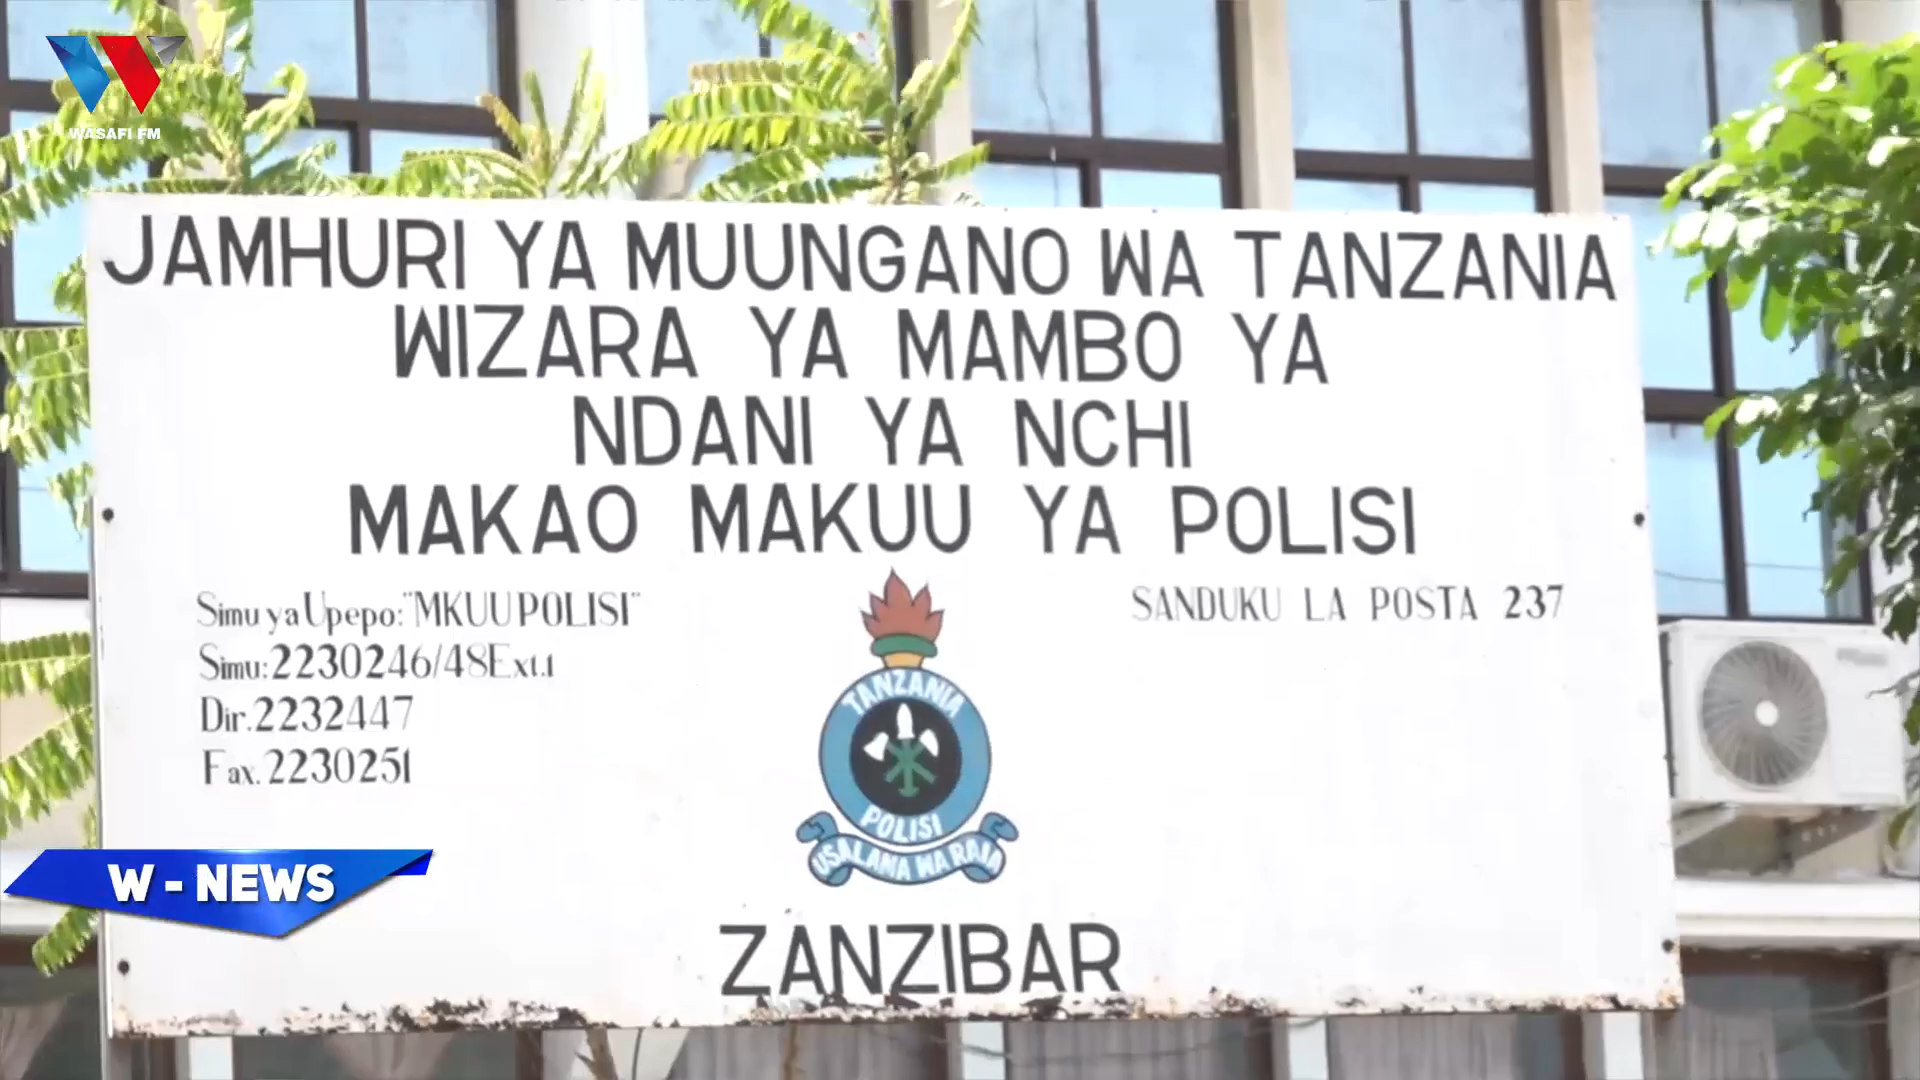 WASAFI FM
JAMHURI YA MUUNGANO WA TANZANIA
WIZARA YA MAMBO YA
NDANI YA NCHI
MAKAO MAKUU YA POLISI
Simu ya Upepo: "MKUU POLISI"
Simu: 2230246/48 Ext. 1
Dir. 2232447
Fax. 2230251
SANDUKU LA POSTA 237
TANZANIA
POLISI
USALAMA WA RAIA
ZANZIBAR
W - NEWS